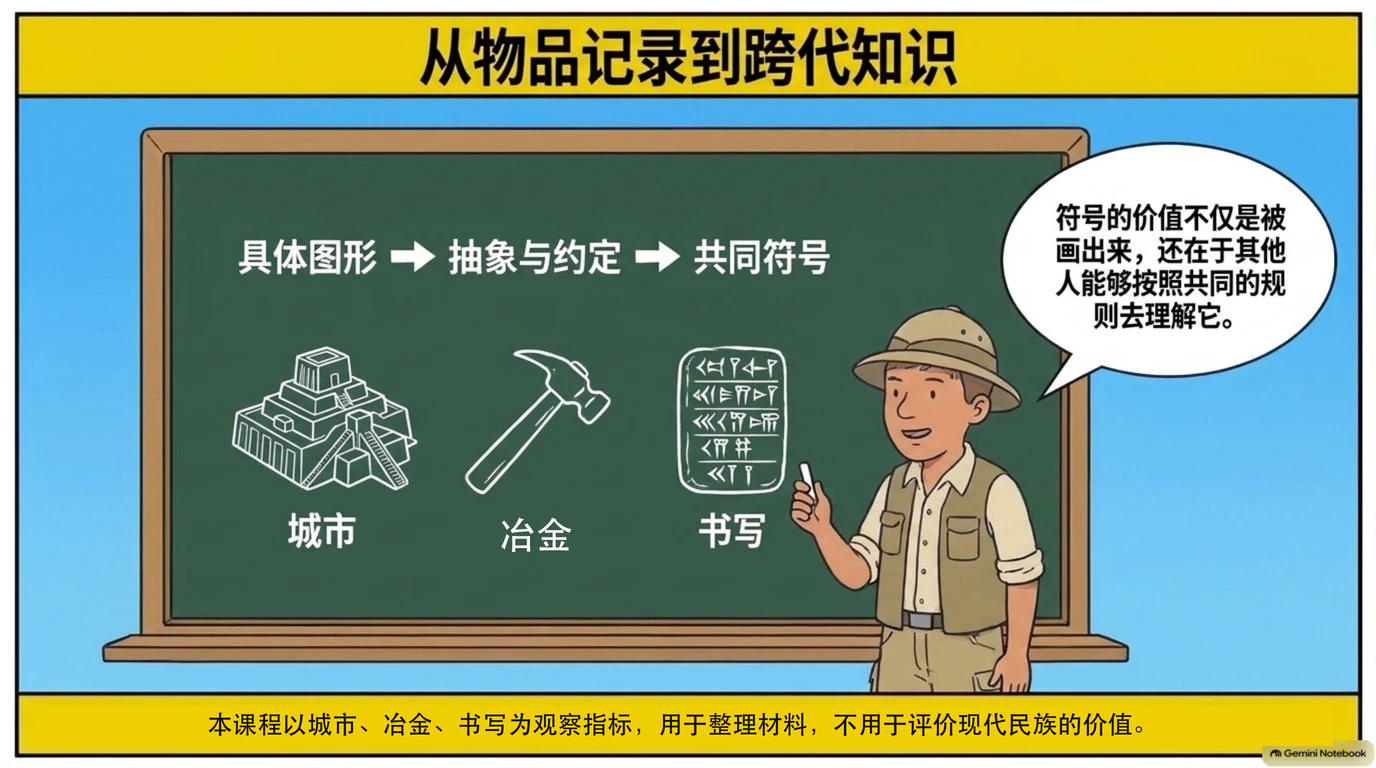 从物品记录到跨代知识
具体图形 → 抽象与约定 → 共同符号
符号的价值不仅是被
画出来，还在于其他
人能够按照共同的规
则去理解它。
城市
冶金
书写
本课程以城市、冶金、书写为观察指标，用于整理材料，不用于评价现代民族的价值。
Gemini Notebook